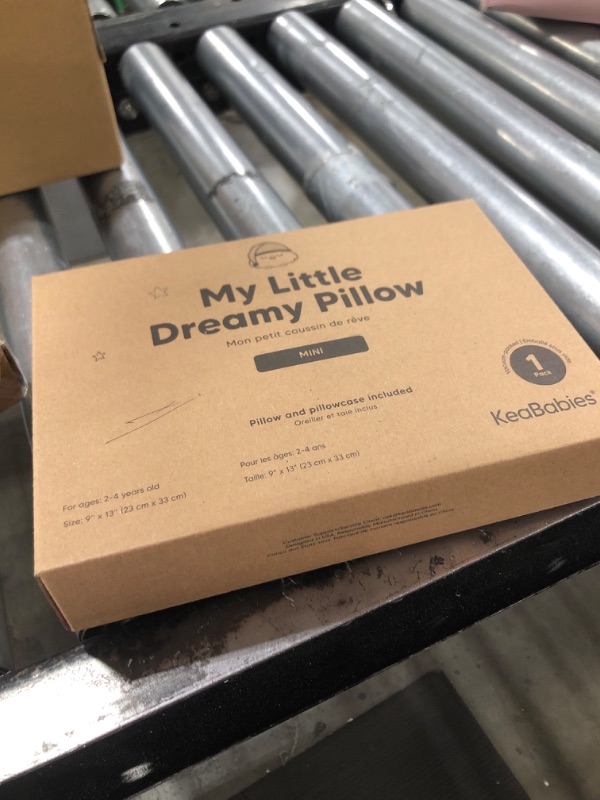 My Little
Dreamy Pillow
Mon petit coussin de rêve
MINI
Pillow and pillowcase included
Oreiller et taie inclus
1
Pack
KeaBabies®
For ages: 2-4 years old
Size: 9" x 13" (23 cm x 33 cm)
Pour les âges: 2-4 ans
Taille: 9" x 13" (23 cm x 33 cm)